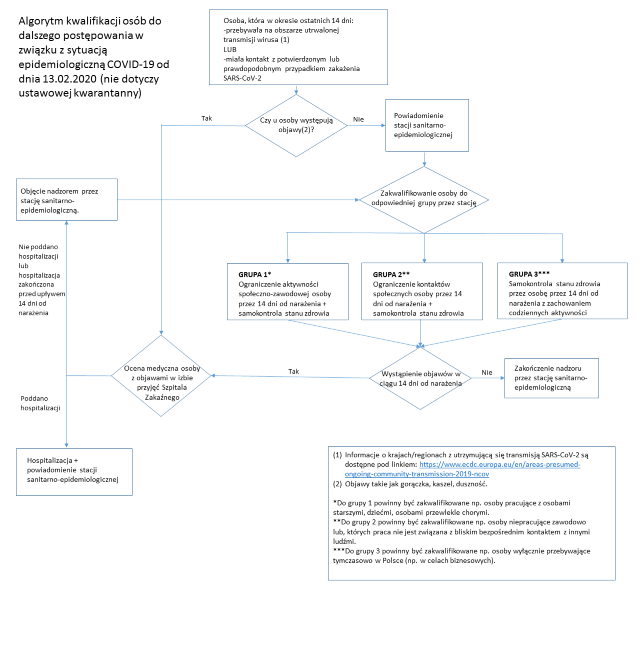 Algorytm kwalifikacji osób do
dalszego postępowania w
związku z sytuacją
epidemiologiczną COVID-19 od
dnia 13.02.2020 (nie dotyczy
ustawowej kwarantanny)
Osoba, która w okresie ostatnich 14 dni:
-przebywała na obszarze utrwalonej
transmisji wirusa (1)
LUB
-miała kontakt z potwierdzonym lub
prawdopodobnym przypadkiem zakażenia
SARS-CoV-2
Czy u osoby występują
objawy(2)?
Tak
Nie
Powiadomienie
stacji sanitarno-
epidemiologicznej
Objęcie nadzorem przez
stację sanitarno-
epidemiologiczną.
Zakwalifikowanie osoby do
odpowiedniej grupy przez stację
Nie poddano
hospitalizacji
lub
hospitalizacja
zakończona
przed upływem
14 dni od
narażenia
GRUPA 1*
Ograniczenie aktywności
społeczno-zawodowej osoby
przez 14 dni od narażenia +
samokontrola stanu zdrowia
GRUPA 2**
Ograniczenie kontaktów
społecznych osoby przez 14
dni od narażenia +
samokontrola stanu zdrowia
GRUPA 3***
Samokontrola stanu zdrowia
przez osobę przez 14 dni od
narażenia z zachowaniem
codziennych aktywności
Ocena medyczna osoby
z objawami w izbie
przyjęć Szpitala
Zakaźnego
Tak
Wystąpienie objawów w
ciągu 14 dni od narażenia
Nie
Zakończenie nadzoru
przez stację sanitarno-
epidemiologiczną
Poddano
hospitalizacji
Hospitalizacja +
powiadomienie stacji
sanitarno-epidemiologicznej
(1) Informacje o krajach/regionach z utrzymującą się transmisją SARS-CoV-2 są
dostępne pod linkiem: https://www.ecdc.europa.eu/en/areas-presumed-
ongoing-community-transmission-2019-ncov
(2) Objawy takie jak gorączka, kaszel, duszność.
*Do grupy 1 powinny być zakwalifikowane np. osoby pracujące z osobami
starszymi, dziećmi, osobami przewlekle chorymi.
**Do grupy 2 powinny być zakwalifikowane np. osoby niepracujące zawodowo
lub, których praca nie jest związana z bliskim bezpośrednim kontaktem z innymi
ludźmi.
***Do grupy 3 powinny być zakwalifikowane np. osoby wyłącznie przebywające
tymczasowo w Polsce (np. w celach biznesowych).